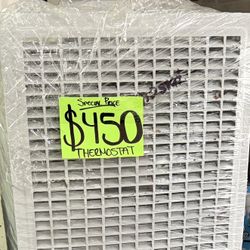 SPECIAL PRICE
$450
THERMOSTAT